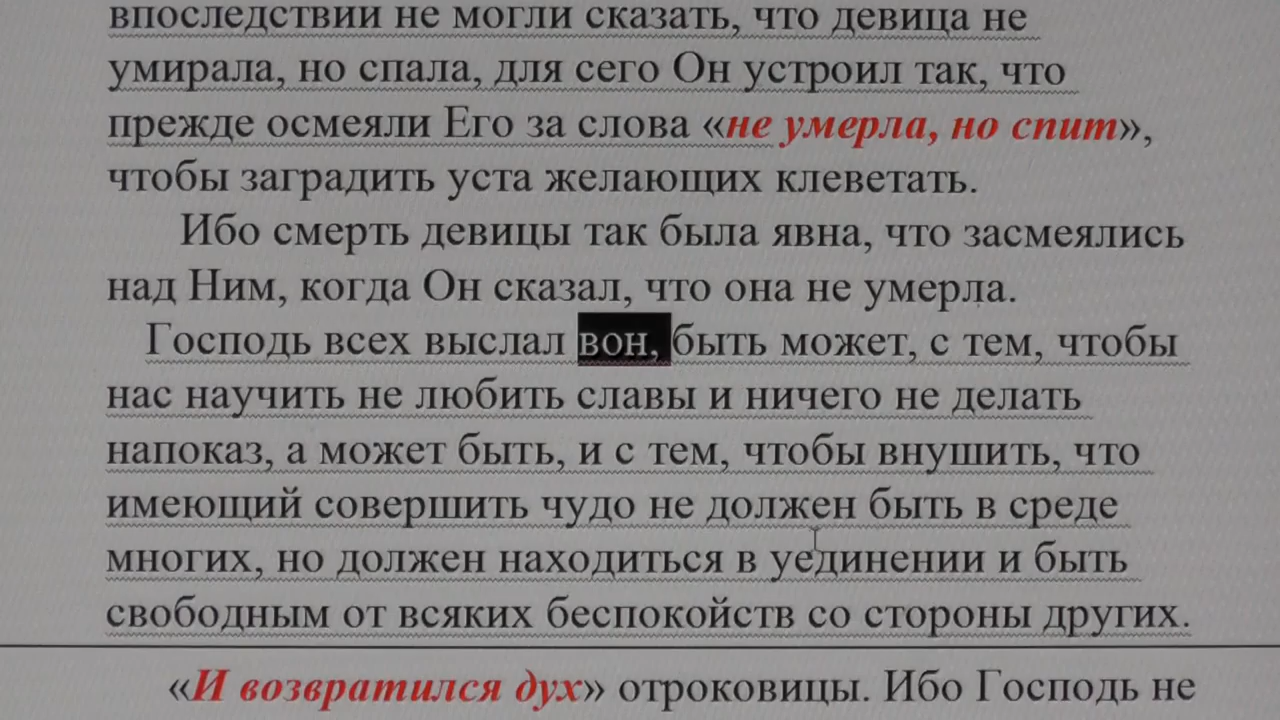 впоследствии не могли сказать, что девица не
умирала, но спала, для сего Он устроил так, что
прежде осмеяли Его за слова «не умерла, но спит»,
чтобы заградить уста желающих клеветать.
Ибо смерть девицы так была явна, что засмеялись
над Ним, когда Он сказал, что она не умерла.
Господь всех выслал вон, быть может, с тем, чтобы
нас научить не любить славы и ничего не делать
напоказ, а может быть, и с тем, чтобы внушить, что
имеющий совершить чудо не должен быть в среде
многих, но должен находиться в уединении и быть
свободным от всяких беспокойств со стороны других.
«И возвратился дух» отроковицы. Ибо Господь не